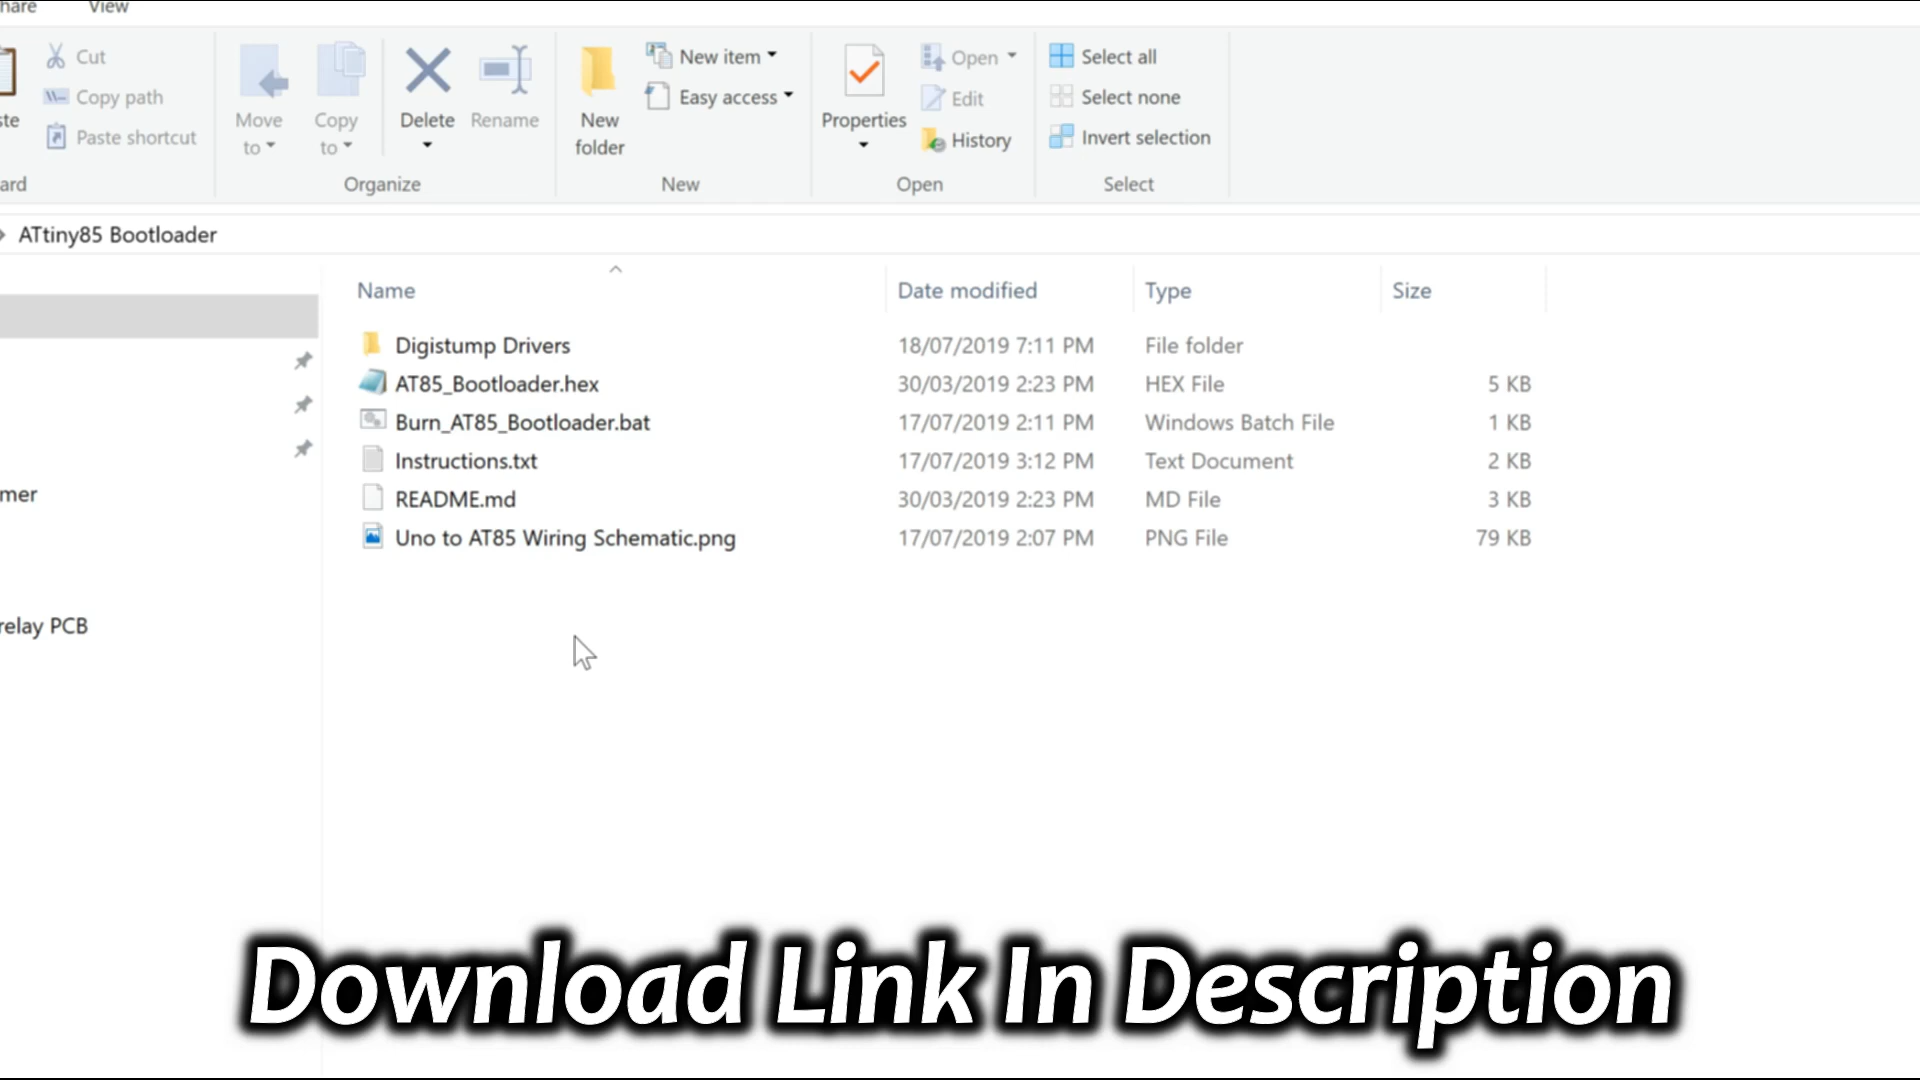 hare View
Cut
Copy path
Paste shortcut
ste
ard
Move to
Copy to
Delete
Rename
Organize
New folder
New item
Easy access
New
Properties
Open
Edit
History
Open
Select all
Select none
Invert selection
Select
ATtiny85 Bootloader
Name Date modified Type Size
Digistump Drivers 18/07/2019 7:11 PM File folder
AT85_Bootloader.hex 30/03/2019 2:23 PM HEX File 5 KB
Burn_AT85_Bootloader.bat 17/07/2019 2:11 PM Windows Batch File 1 KB
Instructions.txt 17/07/2019 3:12 PM Text Document 2 KB
README.md 30/03/2019 2:23 PM MD File 3 KB
Uno to AT85 Wiring Schematic.png 17/07/2019 2:07 PM PNG File 79 KB
mer
relay PCB
Download Link In Description